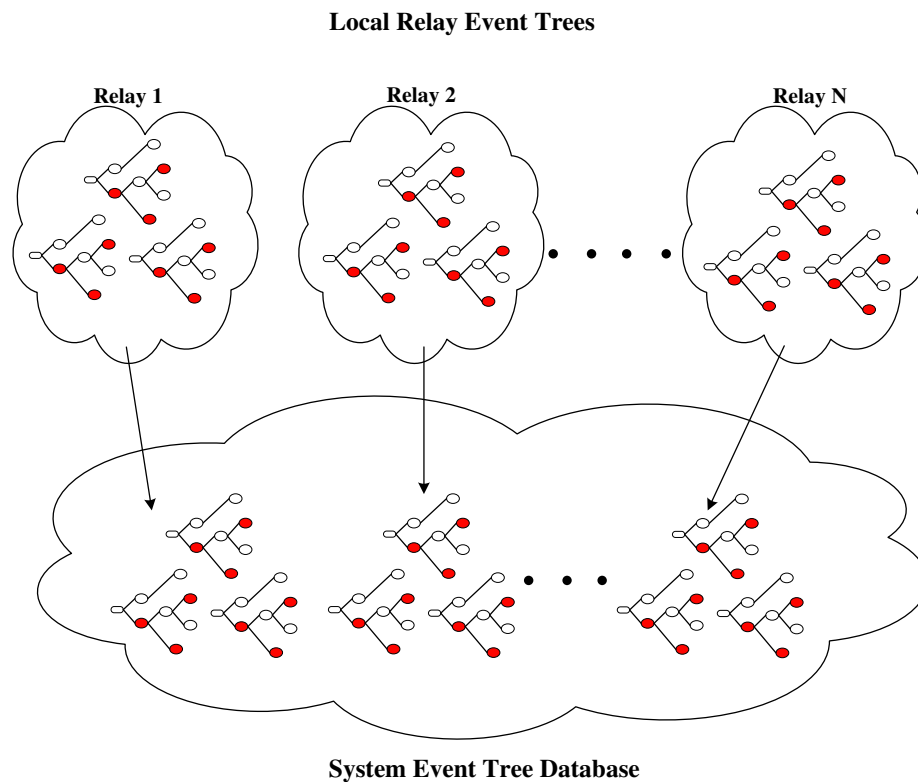 Local Relay Event Trees
Relay 1
Relay 2
Relay N
System Event Tree Database